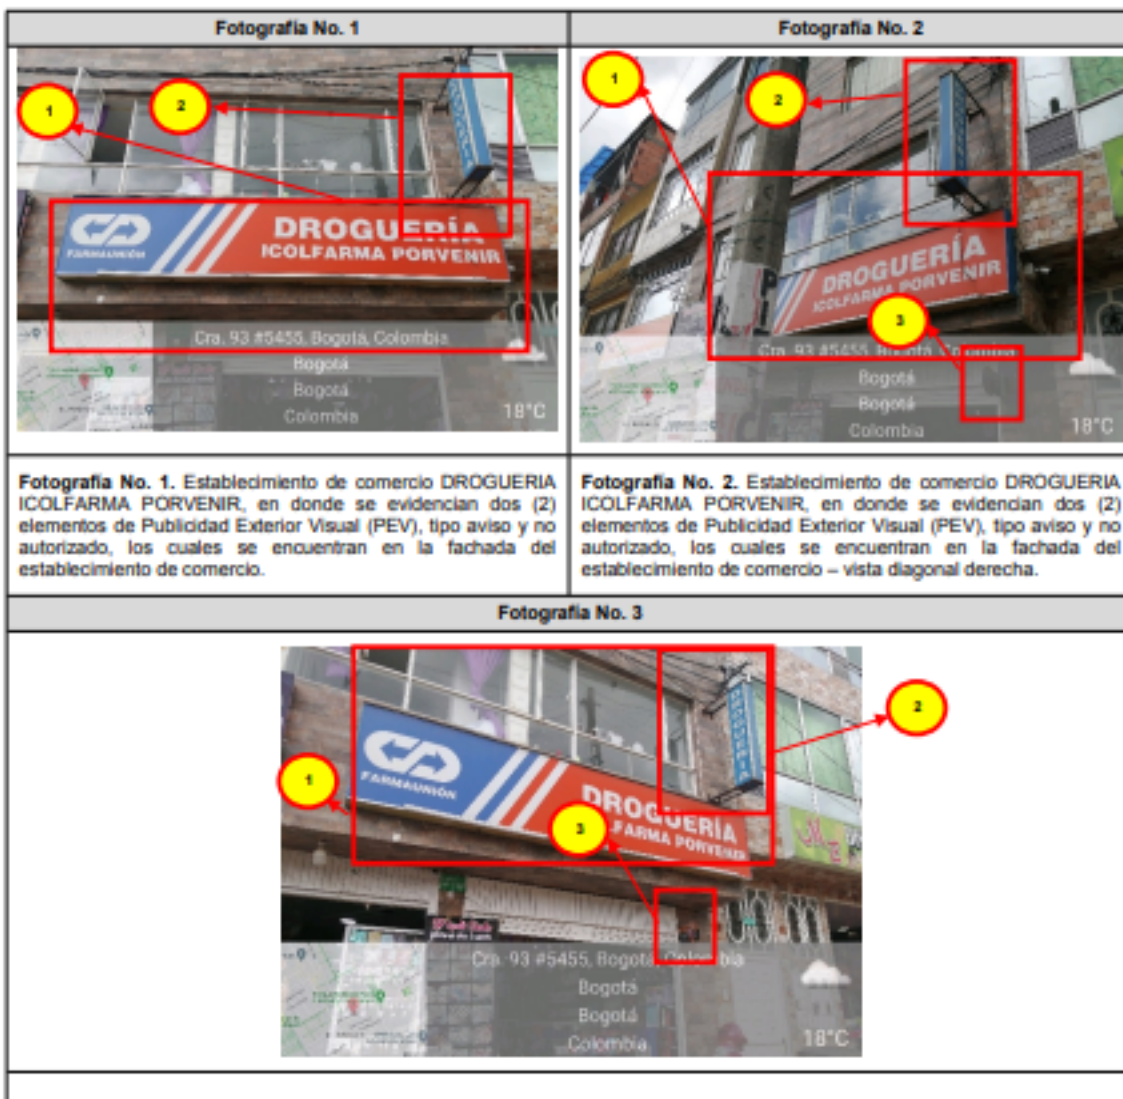 Fotografía No. 1
Fotografía No. 2
1
2
DROGUERÍA
ICOLFARMA PORVENIR
FARMAUNIÓN
Cra. 93 #5455, Bogotá, Colombia
Bogotá
Bogotá
Colombia
18°C
1
2
DROGUERÍA
ICOLFARMA PORVENIR
3
Cra. 93 #5455, Bogotá, Colombia
Bogotá
Bogotá
Colombia
18°C
Fotografía No. 1. Establecimiento de comercio DROGUERIA
ICOLFARMA PORVENIR, en donde se evidencian dos (2)
elementos de Publicidad Exterior Visual (PEV), tipo aviso y no
autorizado, los cuales se encuentran en la fachada del
establecimiento de comercio.
Fotografía No. 2. Establecimiento de comercio DROGUERIA
ICOLFARMA PORVENIR, en donde se evidencian dos (2)
elementos de Publicidad Exterior Visual (PEV), tipo aviso y no
autorizado, los cuales se encuentran en la fachada del
establecimiento de comercio – vista diagonal derecha.
Fotografía No. 3
DROGUERIA
2
FARMAUNIÓN
1
DROGUERÍA
3
FARMA PORVENIR
Cra. 93 #5455, Bogotá, Colombia
Bogotá
Bogotá
Colombia
18°C